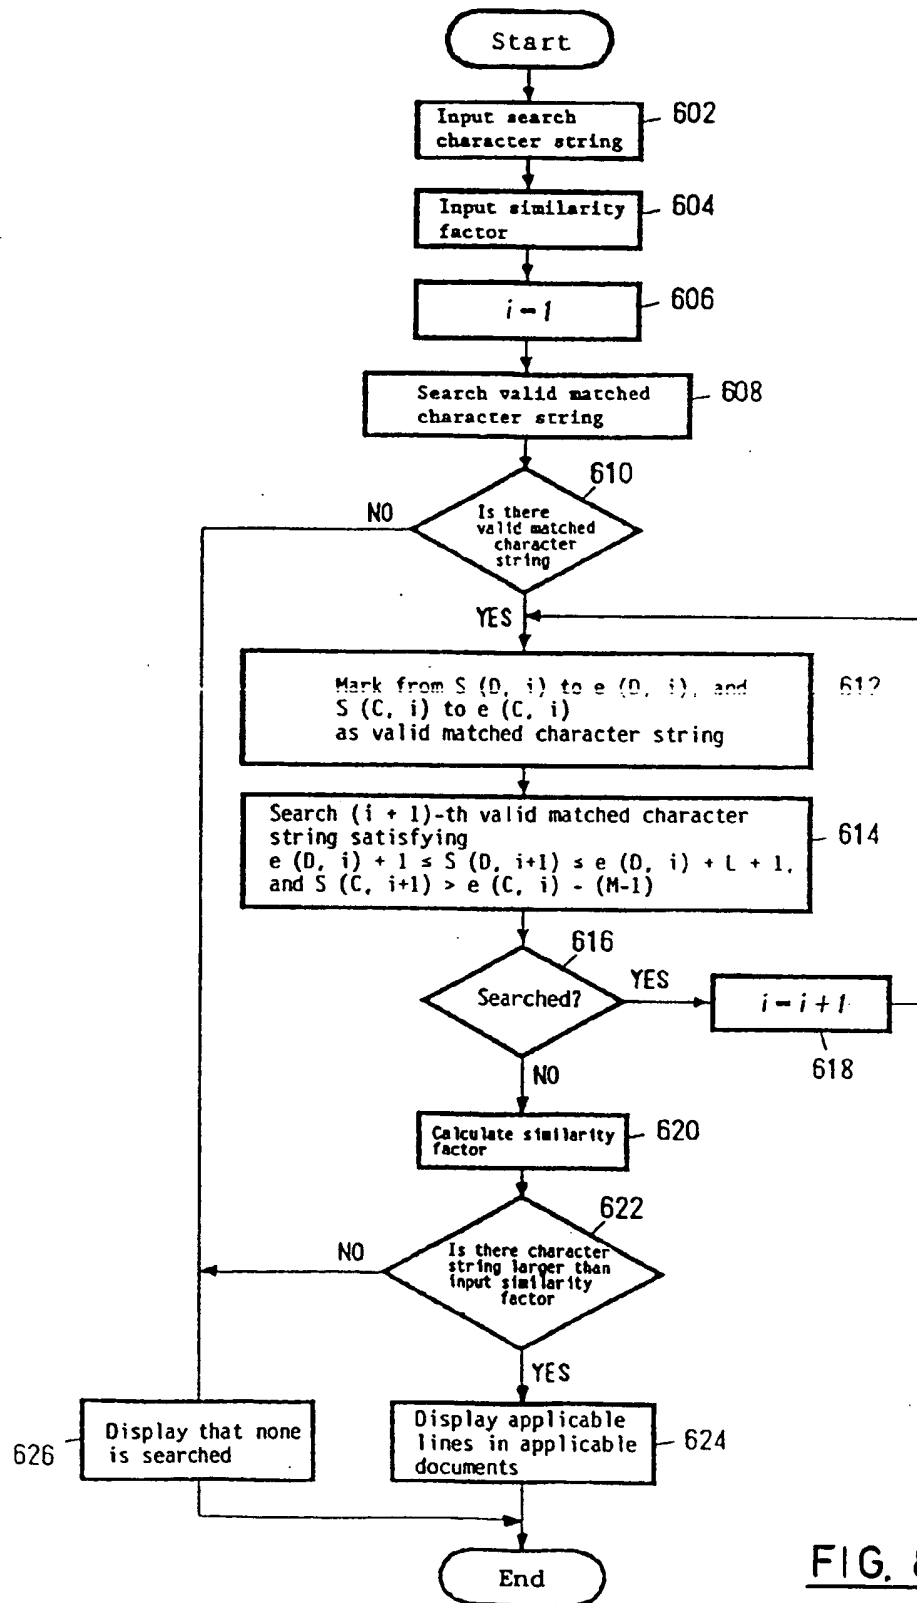 Start
Input search
character string
602
Input similarity
factor
604
i=1
606
Search valid matched
character string
608
610
Is there
valid matched
character
string
NO
YES
Mark from S (D, i) to e (D, i), and
S (C, i) to e (C, i)
as valid matched character string
612
Search (i + 1)-th valid matched character
string satisfying
e (D, i) + 1 ≤ S (D, i+1) ≤ e (D, i) + L + 1,
and S (C, i+1) > e (C, i) - (M-1)
614
616
Searched?
YES
i=i+1
618
NO
Calculate similarity
factor
620
622
Is there character
string larger than
input similarity
factor
NO
YES
Display that none
is searched
626
Display applicable
lines in applicable
documents
624
End
FIG. 8